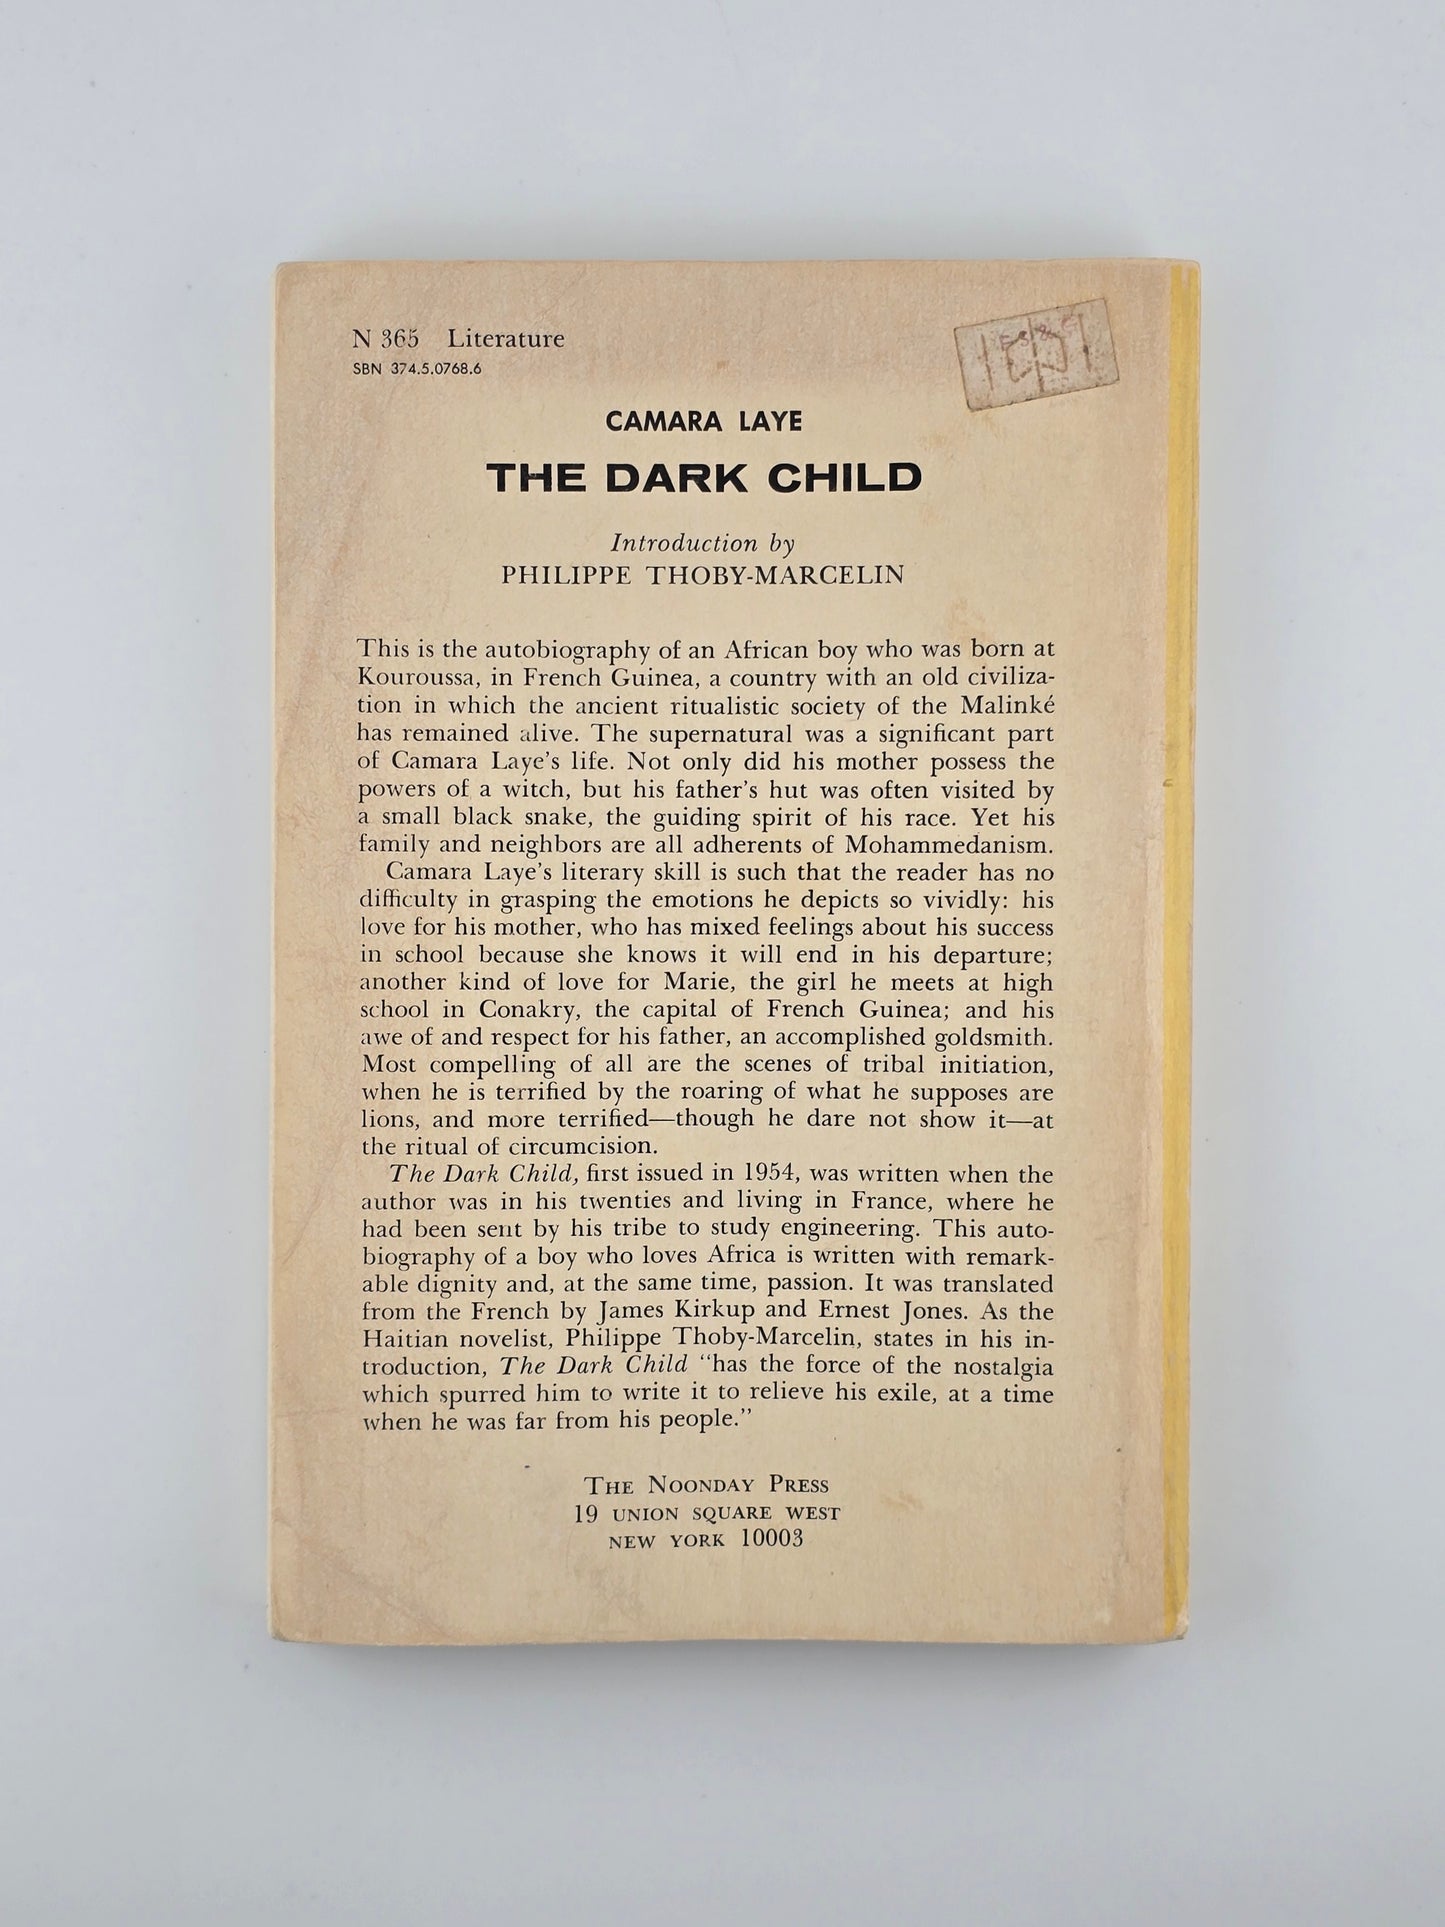 N 365 Literature
SBN 374.5.0768.6
CAMARA LAYE
THE DARK CHILD
Introduction by
PHILIPPE THOBY-MARCELIN
This is the autobiography of an African boy who was born at
Kouroussa, in French Guinea, a country with an old civiliza-
tion in which the ancient ritualistic society of the Malinké
has remained alive. The supernatural was a significant part
of Camara Laye's life. Not only did his mother possess the
powers of a witch, but his father's hut was often visited by
a small black snake, the guiding spirit of his race. Yet his
family and neighbors are all adherents of Mohammedanism.
Camara Laye's literary skill is such that the reader has no
difficulty in grasping the emotions he depicts so vividly: his
love for his mother, who has mixed feelings about his success
in school because she knows it will end in his departure;
another kind of love for Marie, the girl he meets at high
school in Conakry, the capital of French Guinea; and his
awe of and respect for his father, an accomplished goldsmith.
Most compelling of all are the scenes of tribal initiation,
when he is terrified by the roaring of what he supposes are
lions, and more terrified—though he dare not show it—at
the ritual of circumcision.
The Dark Child, first issued in 1954, was written when the
author was in his twenties and living in France, where he
had been sent by his tribe to study engineering. This auto-
biography of a boy who loves Africa is written with remark-
able dignity and, at the same time, passion. It was translated
from the French by James Kirkup and Ernest Jones. As the
Haitian novelist, Philippe Thoby-Marcelin, states in his in-
troduction, The Dark Child "has the force of the nostalgia
which spurred him to write it to relieve his exile, at a time
when he was far from his people."
THE NOONDAY PRESS
19 UNION SQUARE WEST
NEW YORK 10003